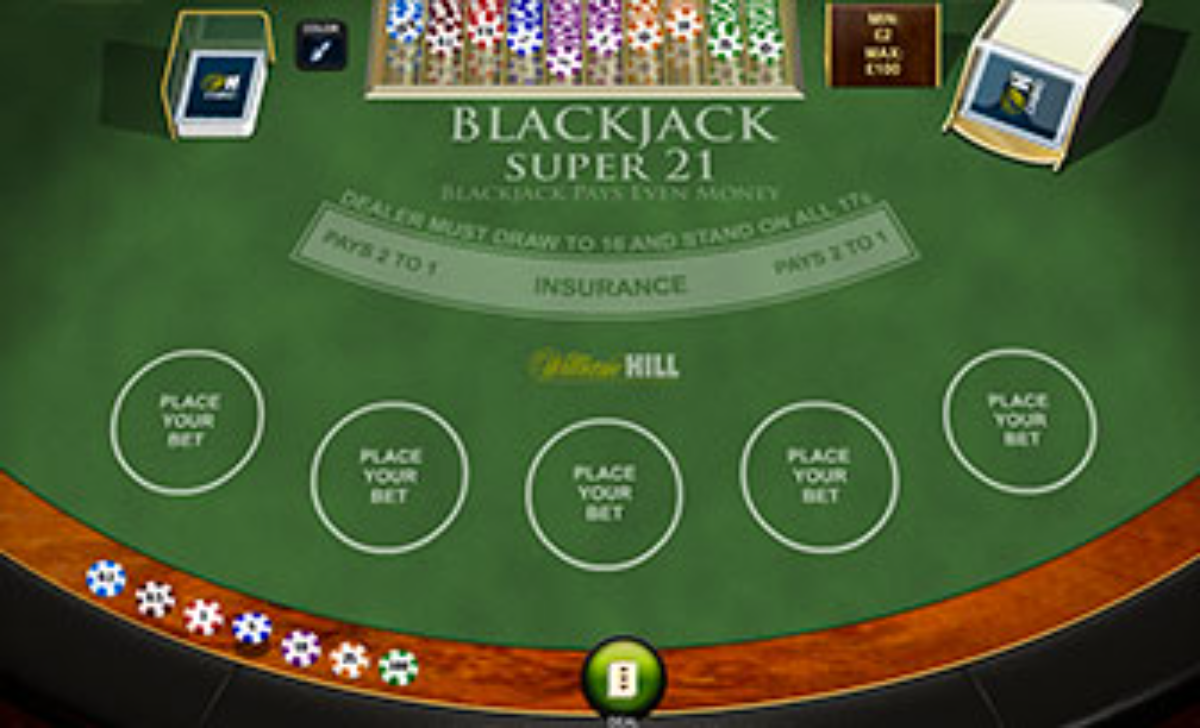 COLOR
MIN:
£2
MAX:
£100
BLACKJACK
SUPER 21
BLACKJACK PAYS EVEN MONEY
DEALER MUST DRAW TO 16 AND STAND ON ALL 17s
PAYS 2 TO 1
INSURANCE
PAYS 2 TO 1
William HILL
PLACE
YOUR
BET
PLACE
YOUR
BET
PLACE
YOUR
BET
PLACE
YOUR
BET
PLACE
YOUR
BET
DEAL